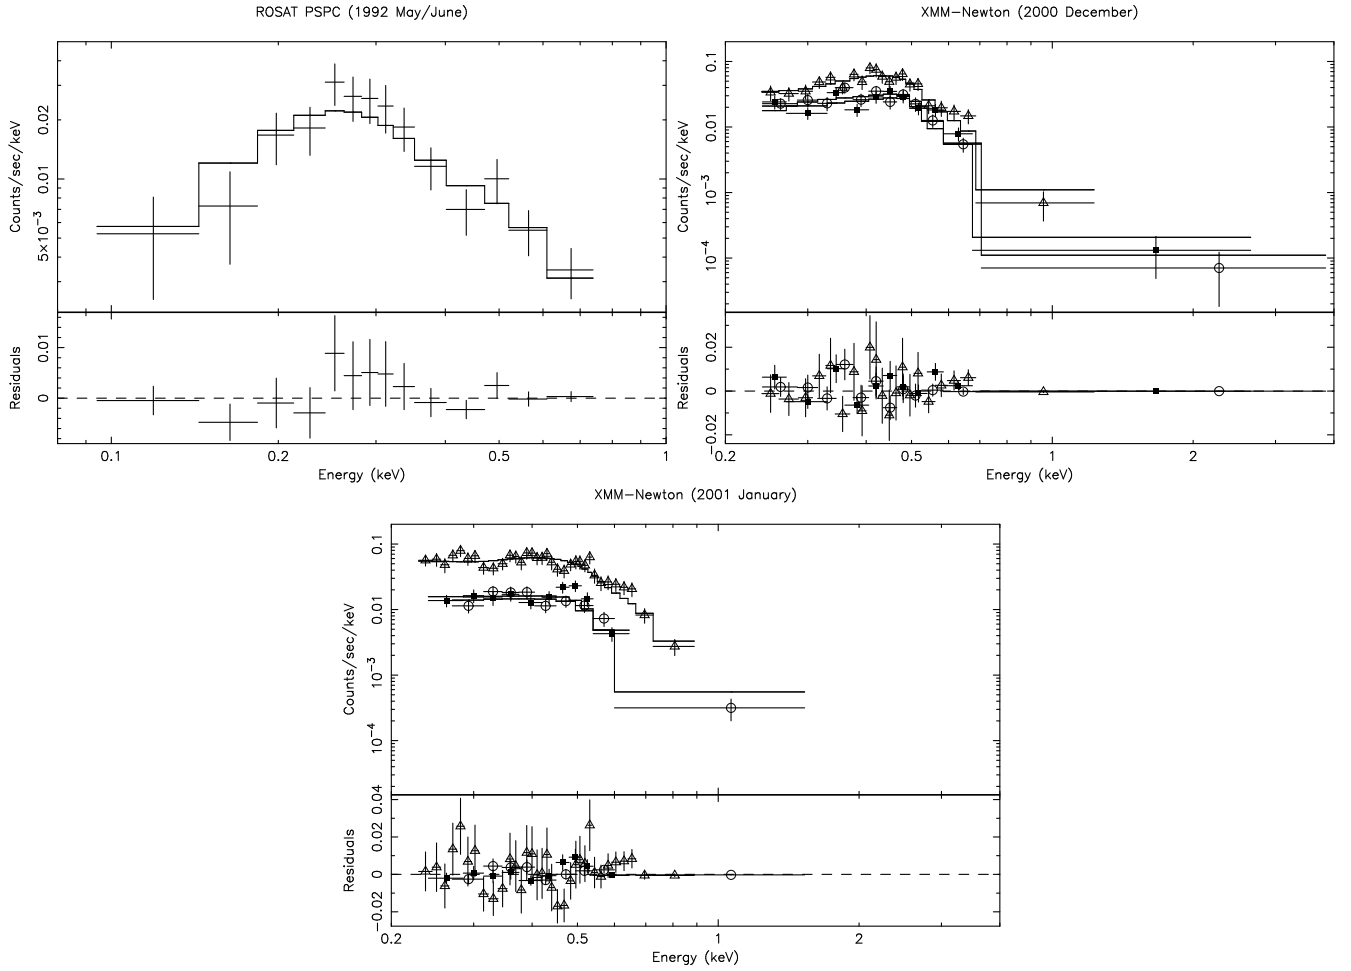 ROSAT PSPC (1992 May/June)
Counts/sec/keV
0.02
0.01
5×10−3
Residuals
0.01
0
0.1
0.2
0.5
1
Energy (keV)
XMM−Newton (2000 December)
Counts/sec/keV
0.1
0.01
10−3
10−4
Residuals
0.02
0
−0.02
0.2
0.5
1
2
Energy (keV)
XMM−Newton (2001 January)
Counts/sec/keV
0.1
0.01
10−3
10−4
Residuals
0.04
0.02
0
−0.02
0.2
0.5
1
2
Energy (keV)